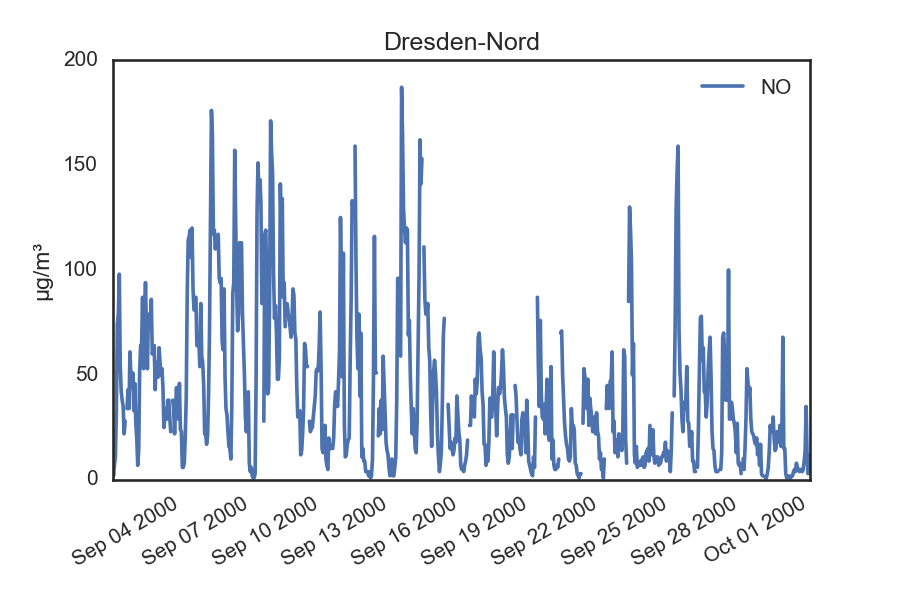 Dresden-Nord
µg/m³
200
150
100
50
0
NO
Sep 04 2000
Sep 07 2000
Sep 10 2000
Sep 13 2000
Sep 16 2000
Sep 19 2000
Sep 22 2000
Sep 25 2000
Sep 28 2000
Oct 01 2000